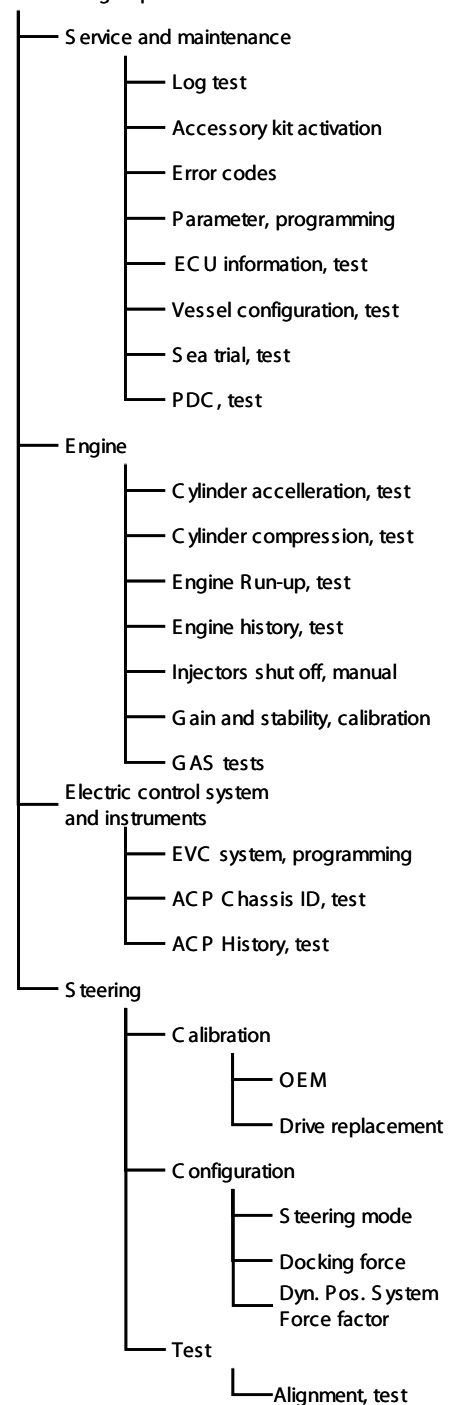 Service and maintenance
Log test
Accessory kit activation
Error codes
Parameter, programming
ECU information, test
Vessel configuration, test
Sea trial, test
PDC, test
Engine
Cylinder accelleration, test
Cylinder compression, test
Engine Run-up, test
Engine history, test
Injectors shut off, manual
Gain and stability, calibration
GAS tests
Electric control system
and instruments
EVC system, programming
ACP Chassis ID, test
ACP History, test
Steering
Calibration
OEM
Drive replacement
Configuration
Steering mode
Docking force
Dyn. Pos. System
Force factor
Test
Alignment, test